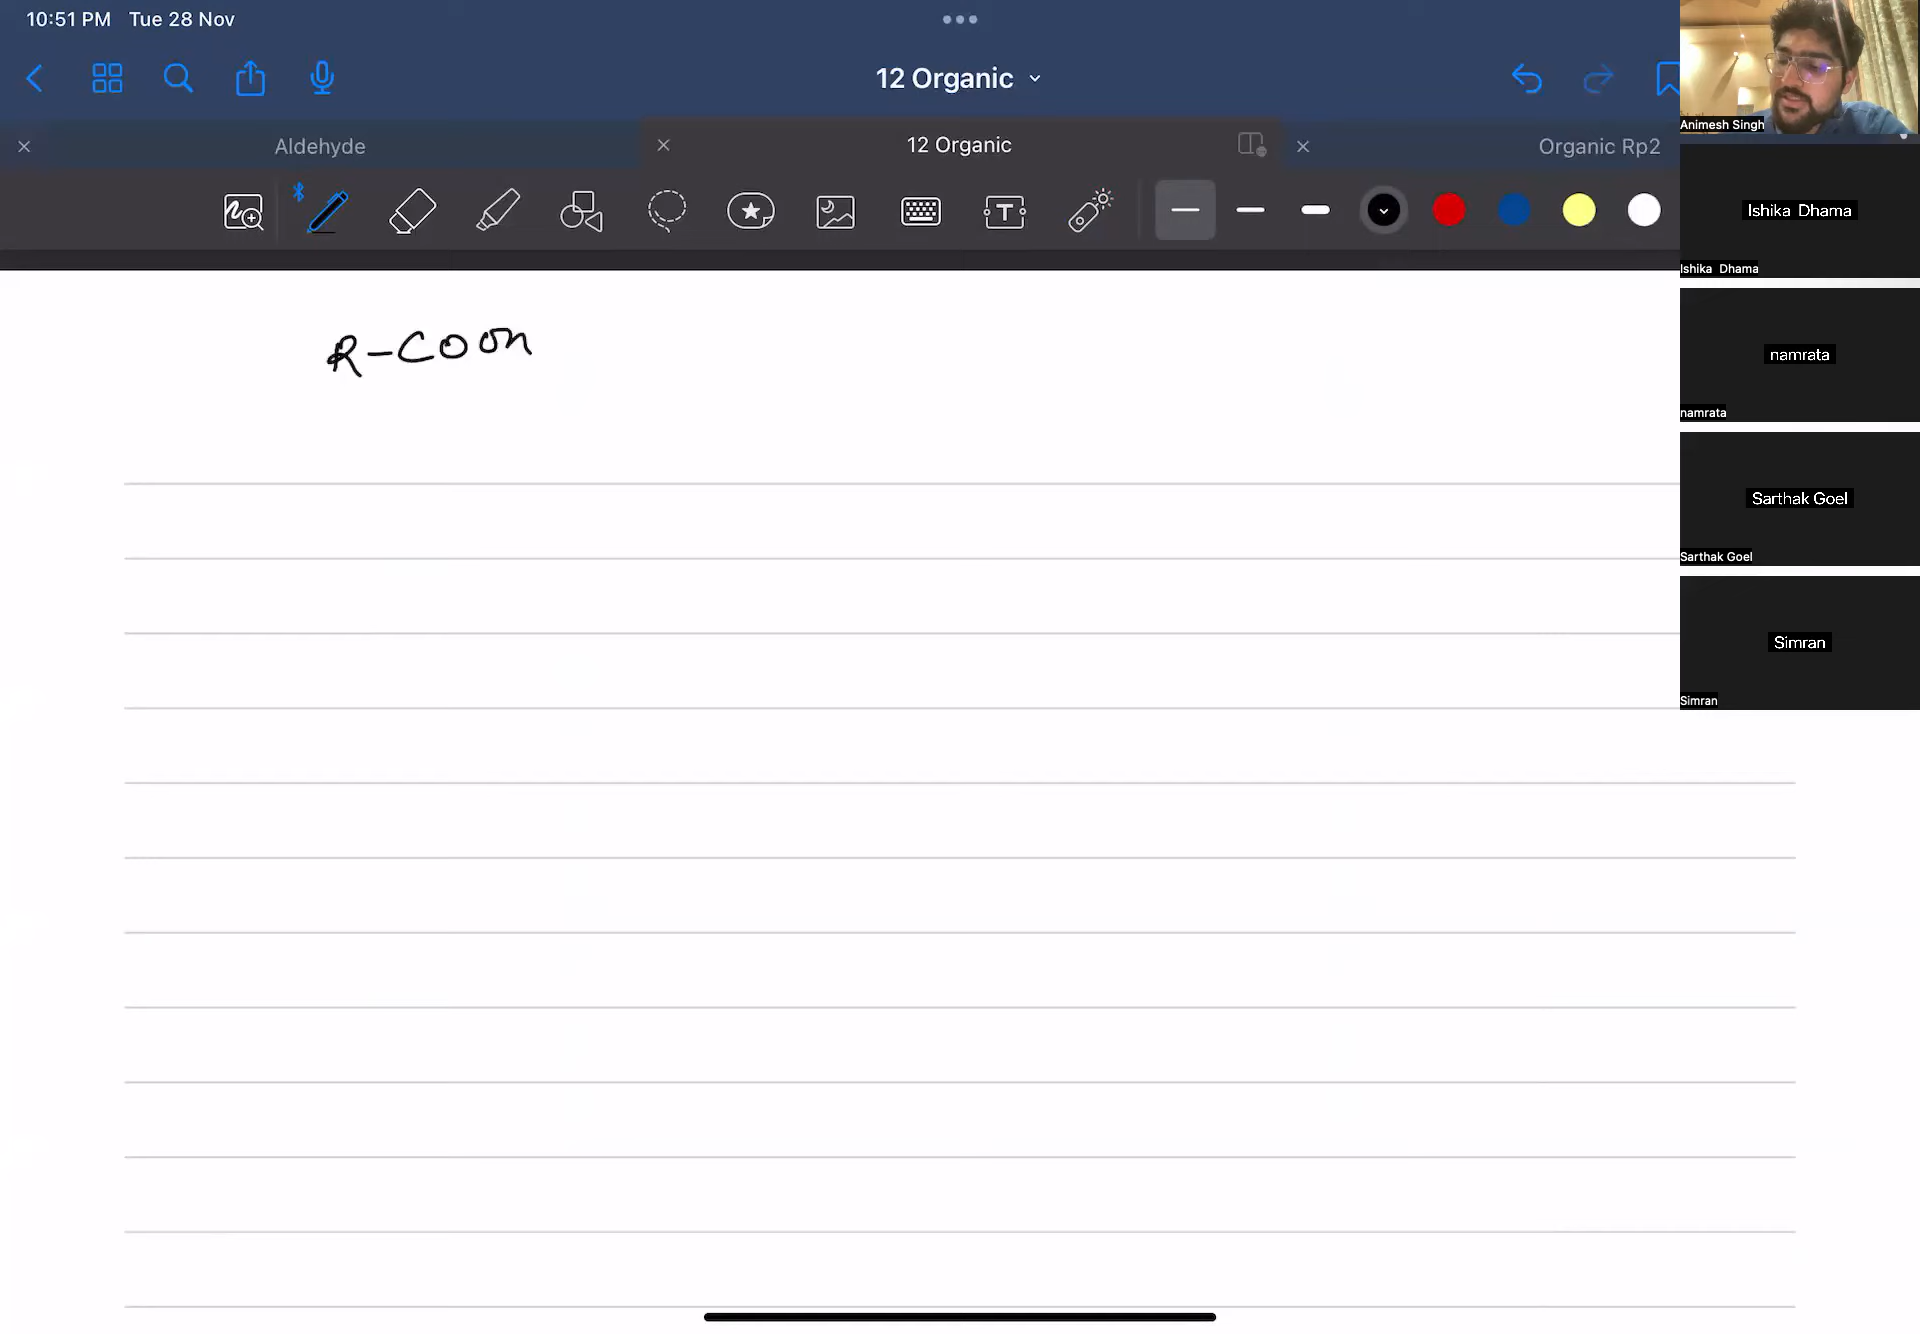 10:51 PM Tue 28 Nov
12 Organic
Aldehyde
12 Organic
Organic Rp2
T
R-COOH
Animesh Singh
Ishika Dhama
Ishika Dhama
namrata
namrata
Sarthak Goel
Sarthak Goel
Simran
Simran